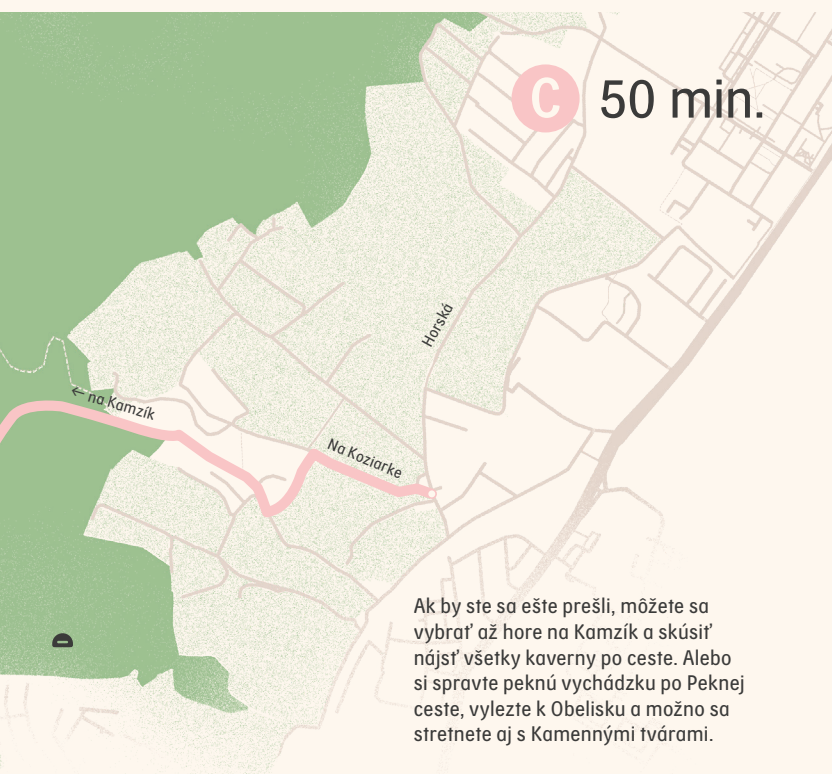 C 50 min.
Horská
← na Kamzík
Na Koziarke
Ak by ste sa ešte prešli, môžete sa
vybrať až hore na Kamzík a skúsiť
nájsť všetky kaverny po ceste. Alebo
si spravte peknú vychádzku po Peknej
ceste, vylezte k Obelisku a možno sa
stretnete aj s Kamennými tvárami.